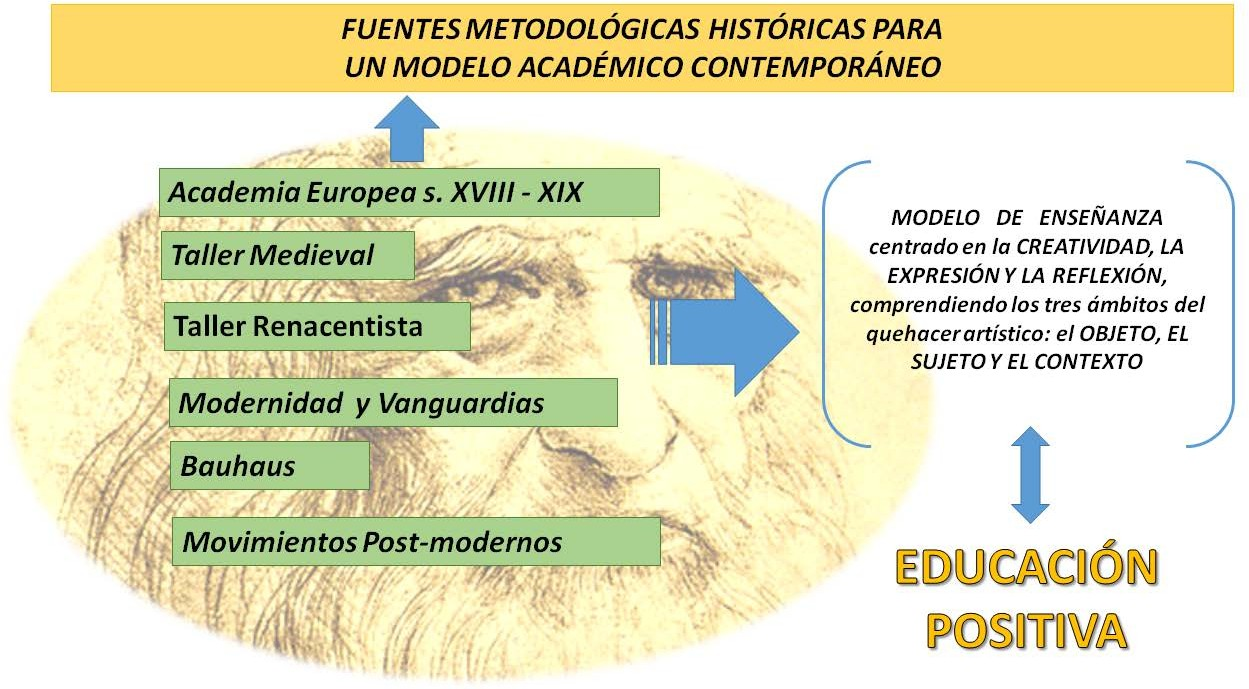 FUENTES METODOLÓGICAS HISTÓRICAS PARA
UN MODELO ACADÉMICO CONTEMPORÁNEO
Academia Europea s. XVIII - XIX
Taller Medieval
Taller Renacentista
Modernidad y Vanguardias
Bauhaus
Movimientos Post-modernos
MODELO DE ENSEÑANZA
centrado en la CREATIVIDAD, LA
EXPRESIÓN Y LA REFLEXIÓN,
comprendiendo los tres ámbitos del
quehacer artístico: el OBJETO, EL
SUJETO Y EL CONTEXTO
EDUCACIÓN
POSITIVA